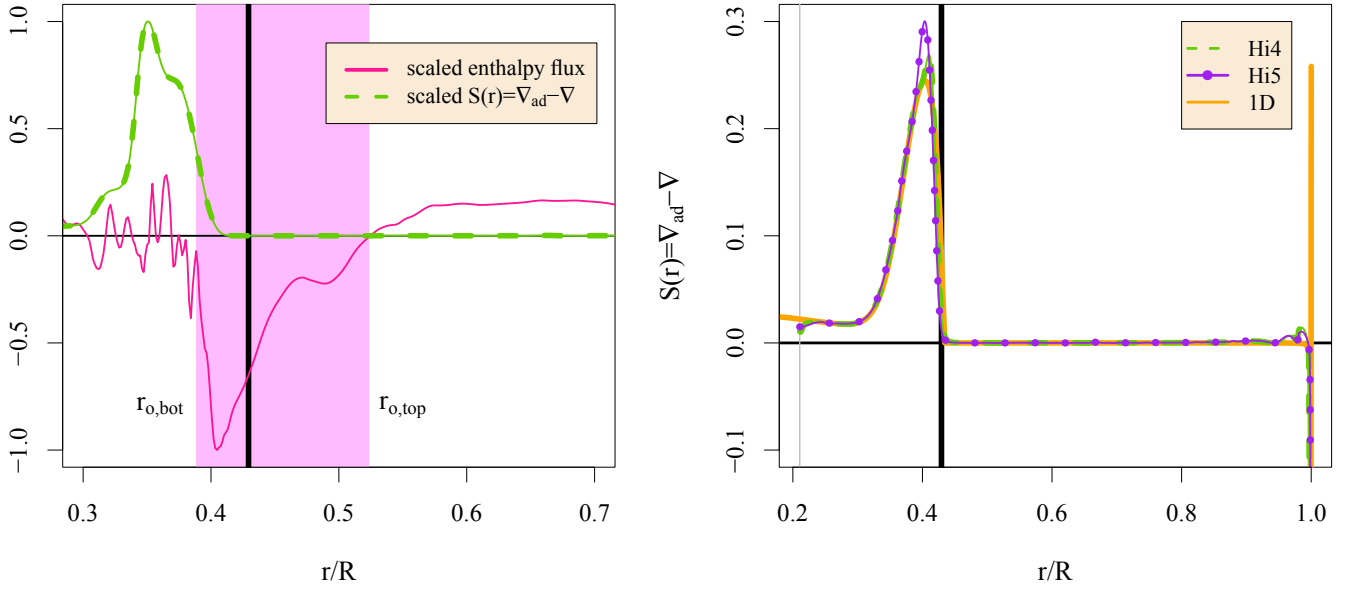 1.0
0.5
0.0
−0.5
−1.0
scaled enthalpy flux
scaled S(r)=∇ad−∇
ro,bot
ro,top
0.3 0.4 0.5 0.6 0.7
r/R
S(r)=∇ad−∇
0.3
0.2
0.1
0.0
−0.1
Hi4
Hi5
1D
0.2 0.4 0.6 0.8 1.0
r/R